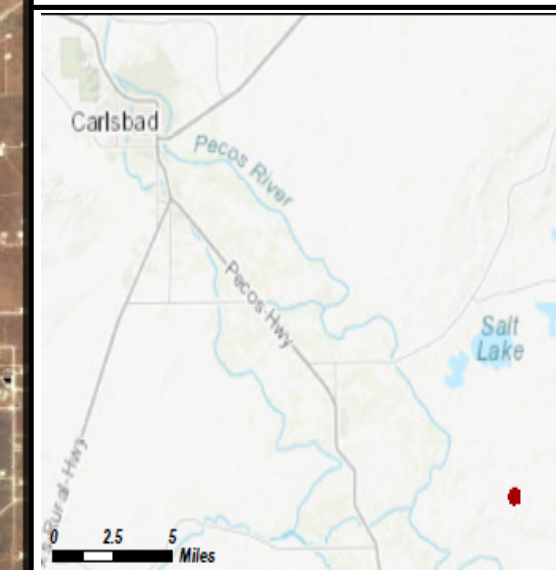 Carlsbad
Pecos River
Pecos Hwy
Salt
Lake
Rural Hwy
0 2.5 5
Miles